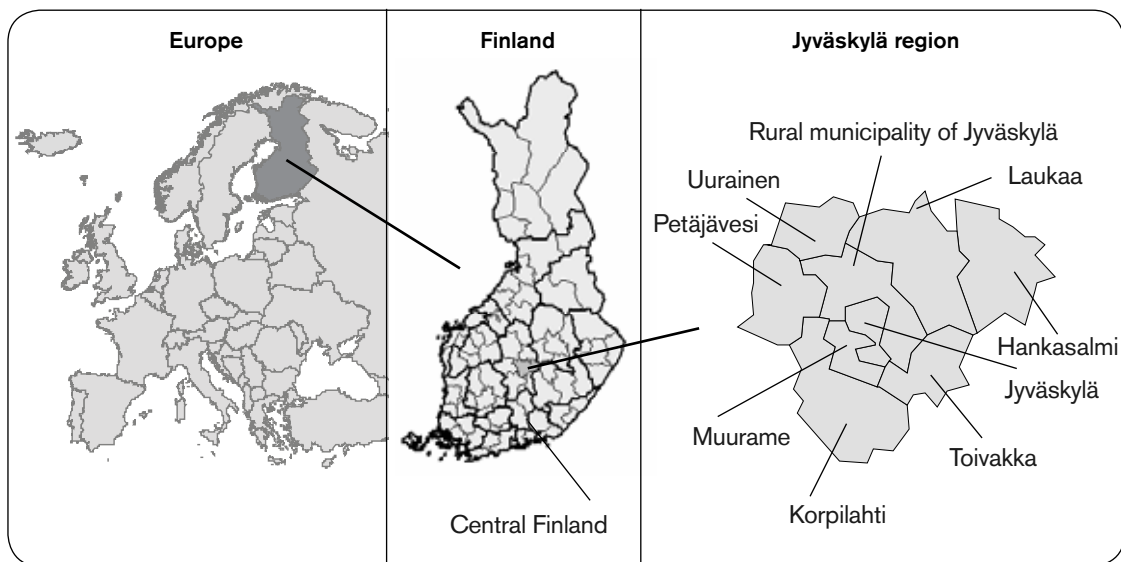 Europe
Finland
Jyväskylä region
Rural municipality of Jyväskylä
Uurainen
Laukaa
Petäjävesi
Hankasalmi
Jyväskylä
Muurame
Toivakka
Korpilahti
Central Finland